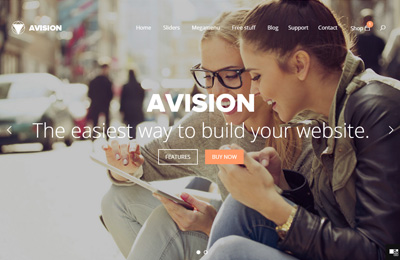 AVISION
Home Sliders Megamenu Free stuff Blog Support Contact Shop
AVISION
The easiest way to build your website.
FEATURES BUY NOW